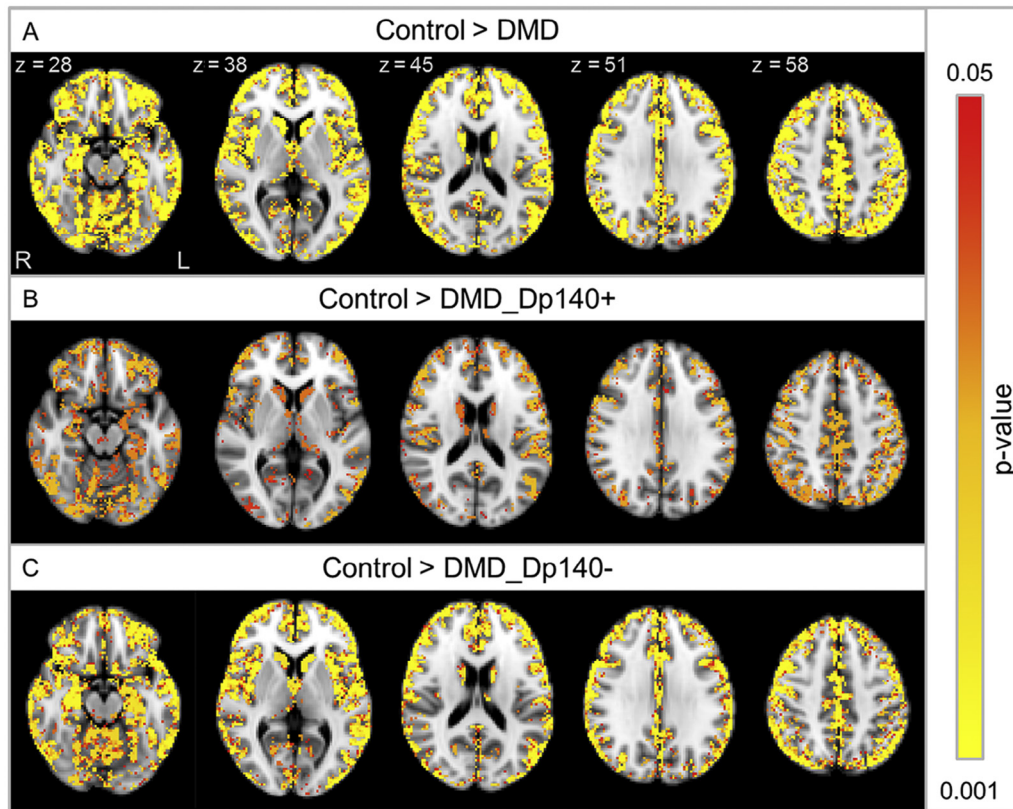 A
Control > DMD
z = 28
z = 38
z = 45
z = 51
z = 58
R
L
B
Control > DMD_Dp140+
C
Control > DMD_Dp140-
0.05
p-value
0.001